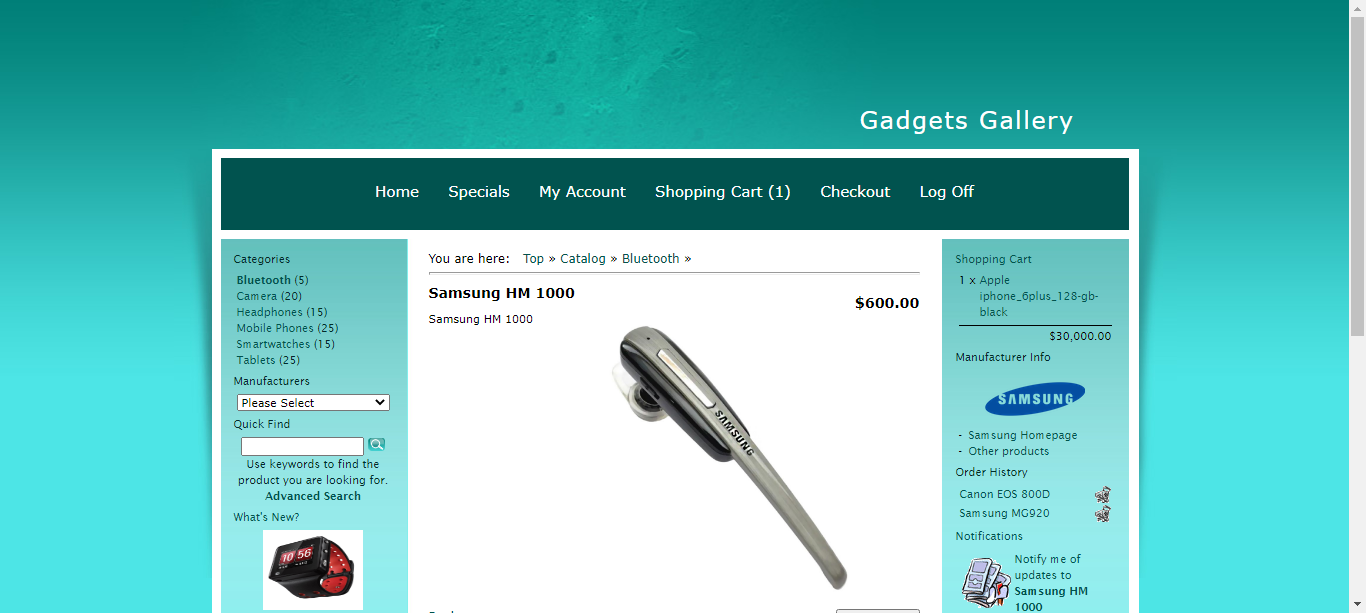 Gadgets Gallery
Home Specials My Account Shopping Cart (1) Checkout Log Off
Categories
Bluetooth (5)
Camera (20)
Headphones (15)
Mobile Phones (25)
Smartwatches (15)
Tablets (25)
Manufacturers
Please Select
Quick Find
Use keywords to find the
product you are looking for.
Advanced Search
What's New?
10 56
You are here: Top » Catalog » Bluetooth »
Samsung HM 1000
$600.00
Samsung HM 1000
SAMSUNG
Shopping Cart
1 x Apple
iphone_6plus_128-gb-
black
$30,000.00
Manufacturer Info
SAMSUNG
- Samsung Homepage
- Other products
Order History
Canon EOS 800D
Samsung MG920
Notifications
Notify me of
updates to
Samsung HM
1000